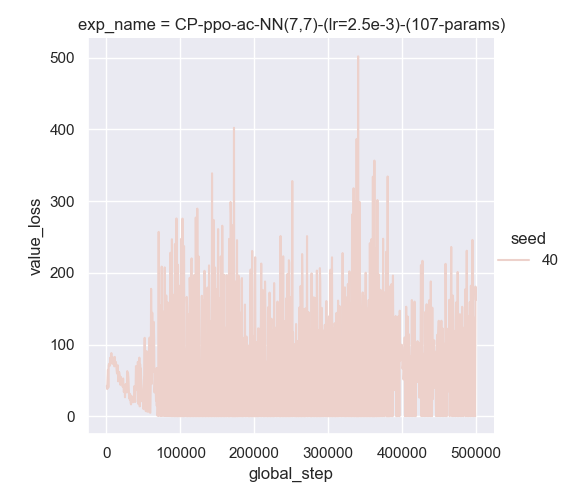 exp_name = CP-ppo-ac-NN(7,7)-(lr=2.5e-3)-(107-params)
500
400
300
200
100
0
value_loss
seed
40
0 100000 200000 300000 400000 500000
global_step